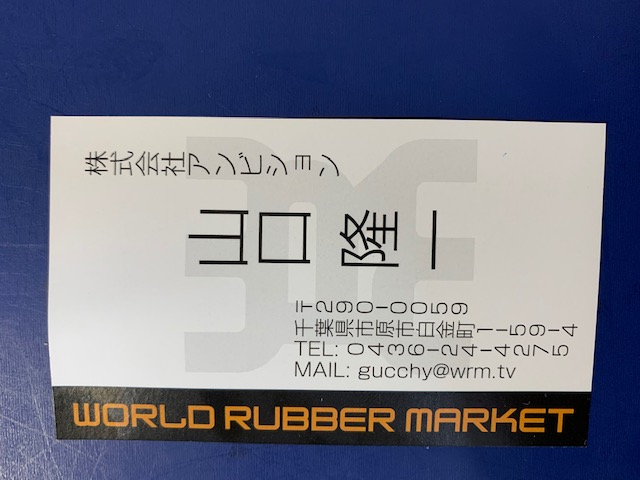 株式会社アンビション
山口 隆一
〒290-0059
千葉県市原市白金町1-59-4
TEL: 0436-24-4275
MAIL: gucchy@wrm.tv
WORLD RUBBER MARKET